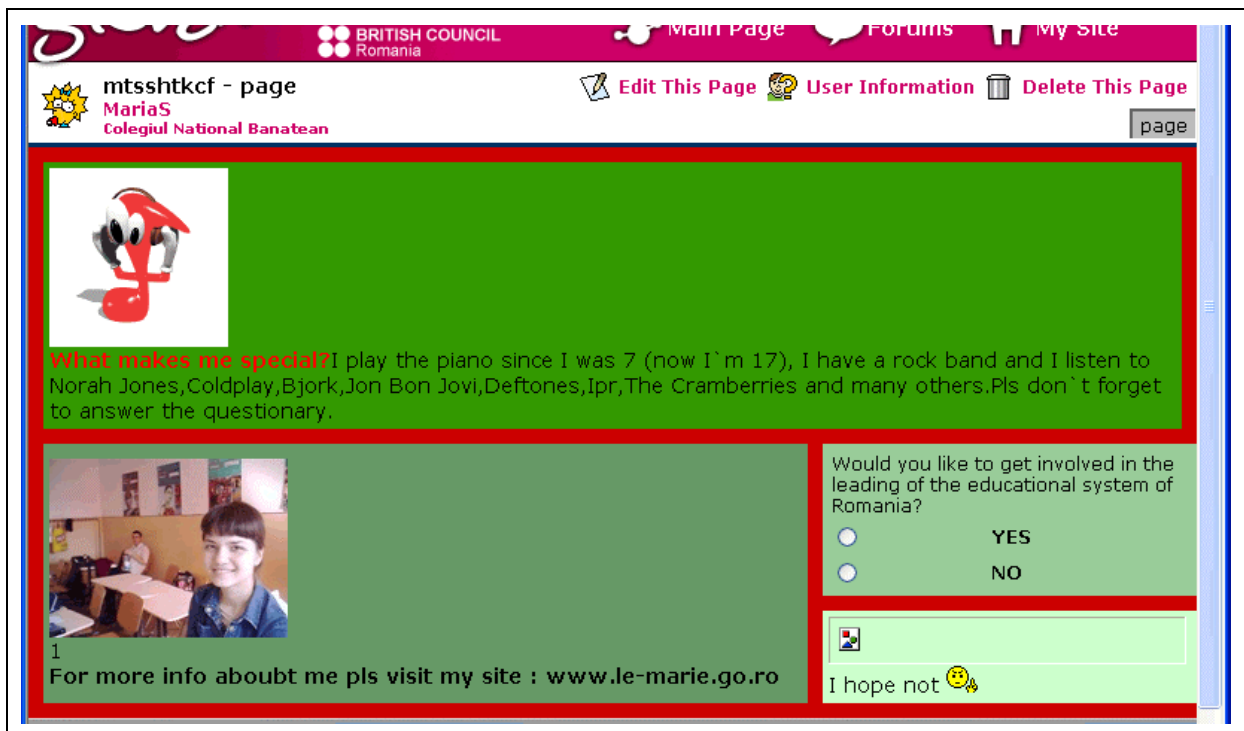 BRITISH COUNCIL
Romania
Main Page Forums My Site
mtsshtkcf - page
MariaS
Colegiul National Banatean
Edit This Page User Information Delete This Page
page
What makes me special?I play the piano since I was 7 (now I`m 17), I have a rock band and I listen to
Norah Jones,Coldplay,Bjork,Jon Bon Jovi,Deftones,Ipr,The Cramberries and many others.Pls don`t forget
to answer the questionary.
1
For more info aboubt me pls visit my site : www.le-marie.go.ro
Would you like to get involved in the
leading of the educational system of
Romania?
YES
NO
I hope not